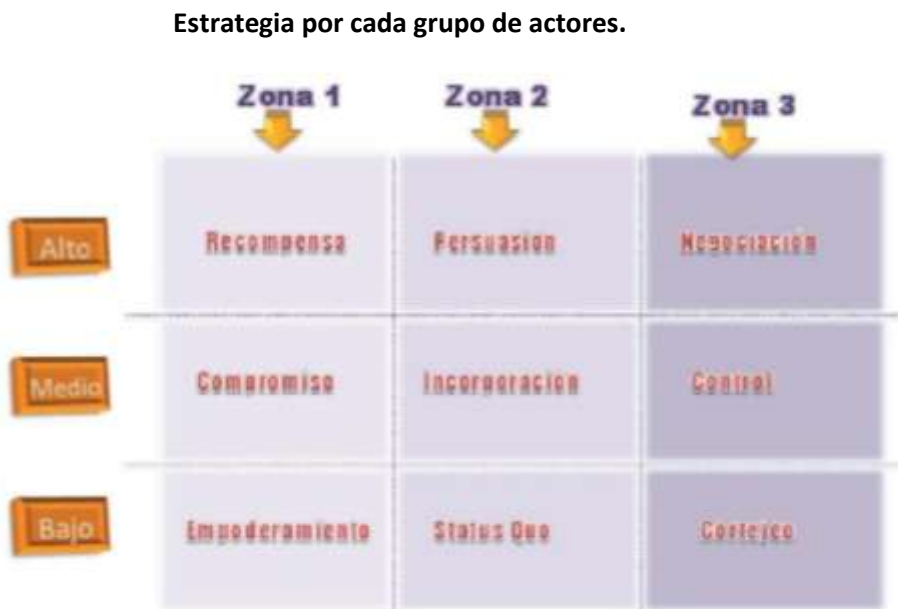 Estrategia por cada grupo de actores.
Zona 1 Zona 2 Zona 3
Alto Recompensa Persuasion Negociación
Medio Compromiso Incorporacion Control
Bajo Empoderamiento Status Quo Cortejeo